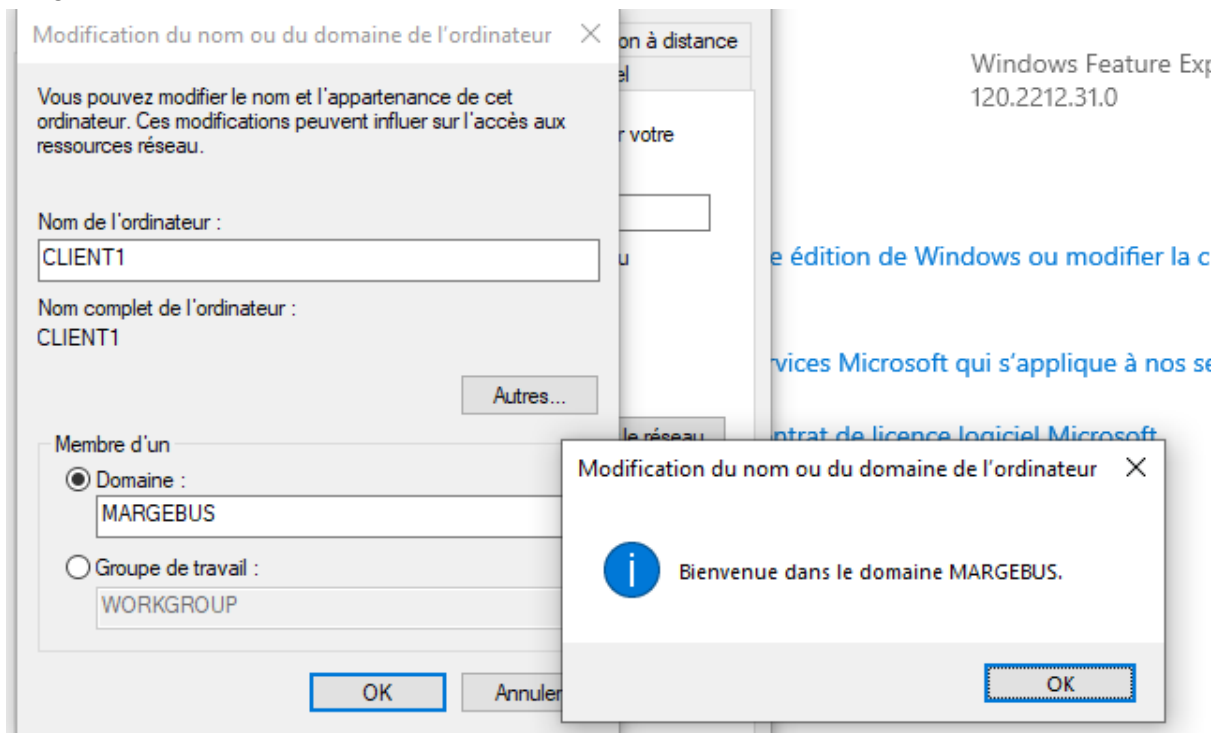 Modification du nom ou du domaine de l'ordinateur
on à distance
el
Windows Feature Exp
120.2212.31.0
Vous pouvez modifier le nom et l'appartenance de cet
ordinateur. Ces modifications peuvent influer sur l'accès aux
ressources réseau.
r votre
Nom de l'ordinateur :
CLIENT1
u
e édition de Windows ou modifier la c
Nom complet de l'ordinateur :
CLIENT1
rvices Microsoft qui s'applique à nos se
Autres...
le réseau
ntrat de licence logiciel Microsoft
Membre d'un
Domaine :
MARGEBUS
Groupe de travail :
WORKGROUP
OK
Annuler
Modification du nom ou du domaine de l'ordinateur
Bienvenue dans le domaine MARGEBUS.
OK